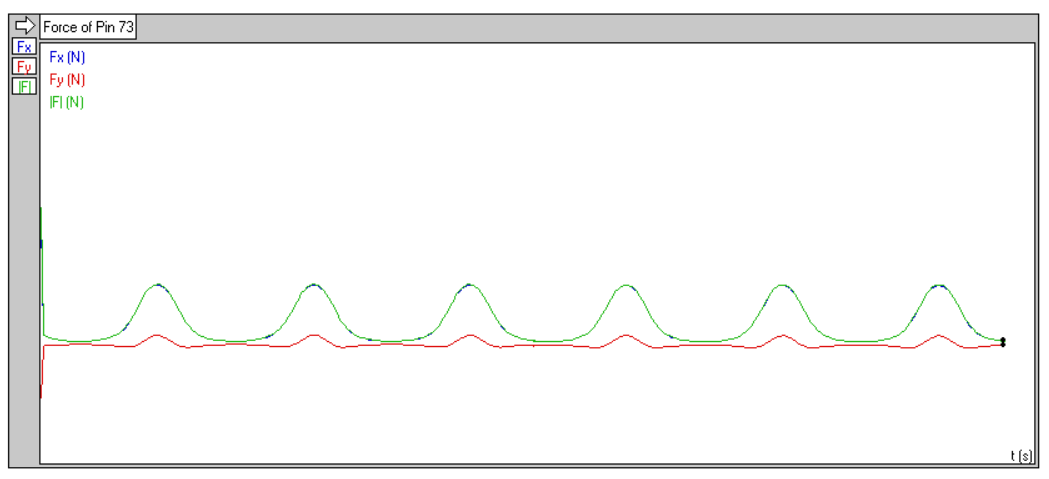 Force of Pin 73
Fx
Fy
|F|
Fx (N)
Fy (N)
|F| (N)
t (s)